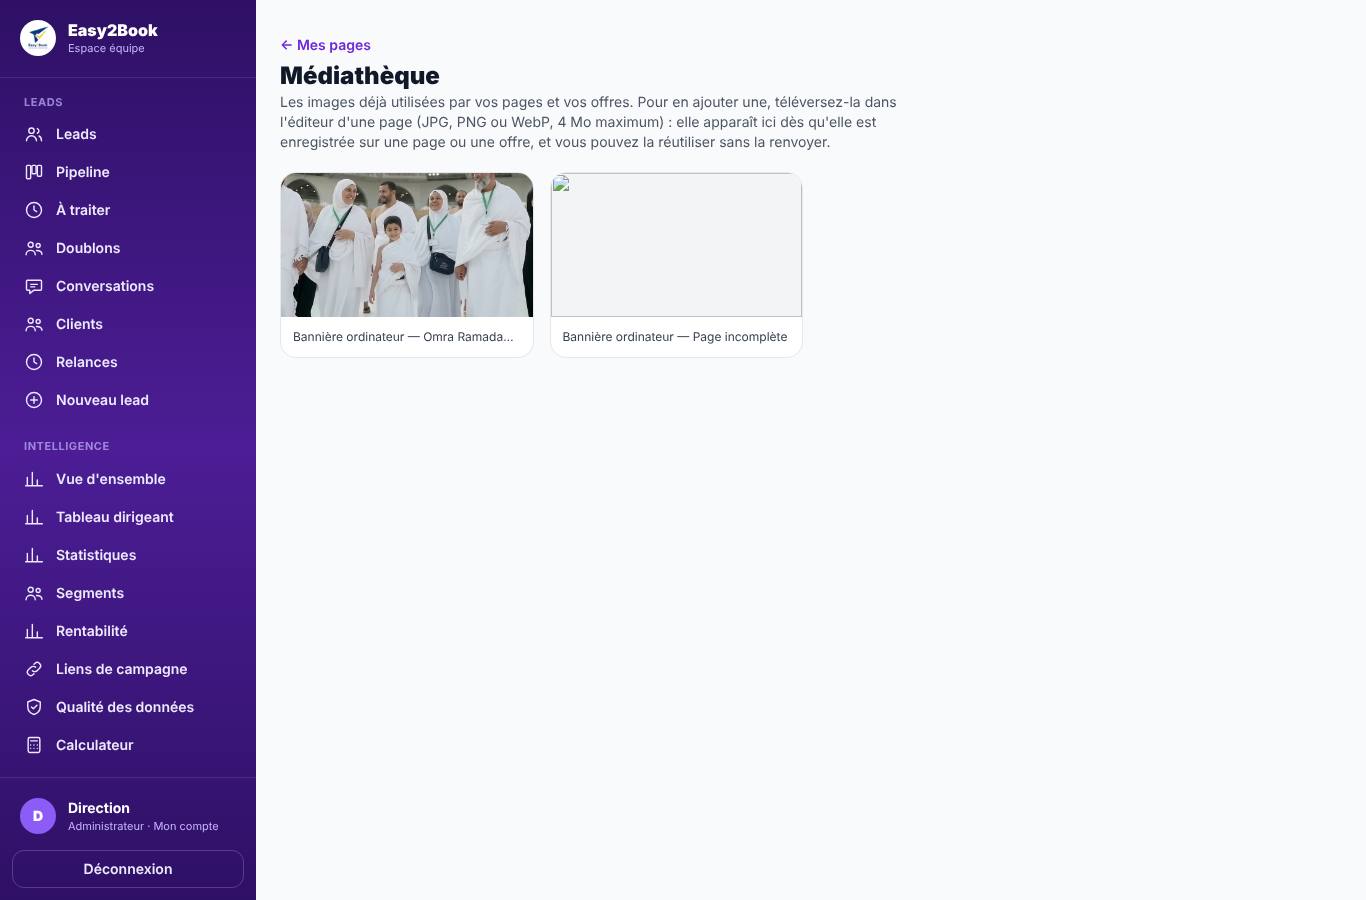 Easy2Book
Espace équipe
LEADS
Leads
Pipeline
À traiter
Doublons
Conversations
Clients
Relances
Nouveau lead
INTELLIGENCE
Vue d'ensemble
Tableau dirigeant
Statistiques
Segments
Rentabilité
Liens de campagne
Qualité des données
Calculateur
D
Direction
Administrateur · Mon compte
Déconnexion
← Mes pages
Médiathèque
Les images déjà utilisées par vos pages et vos offres. Pour en ajouter une, téléversez-la dans
l'éditeur d'une page (JPG, PNG ou WebP, 4 Mo maximum) : elle apparaît ici dès qu'elle est
enregistrée sur une page ou une offre, et vous pouvez la réutiliser sans la renvoyer.
Bannière ordinateur — Omra Ramada...
Bannière ordinateur — Page incomplète